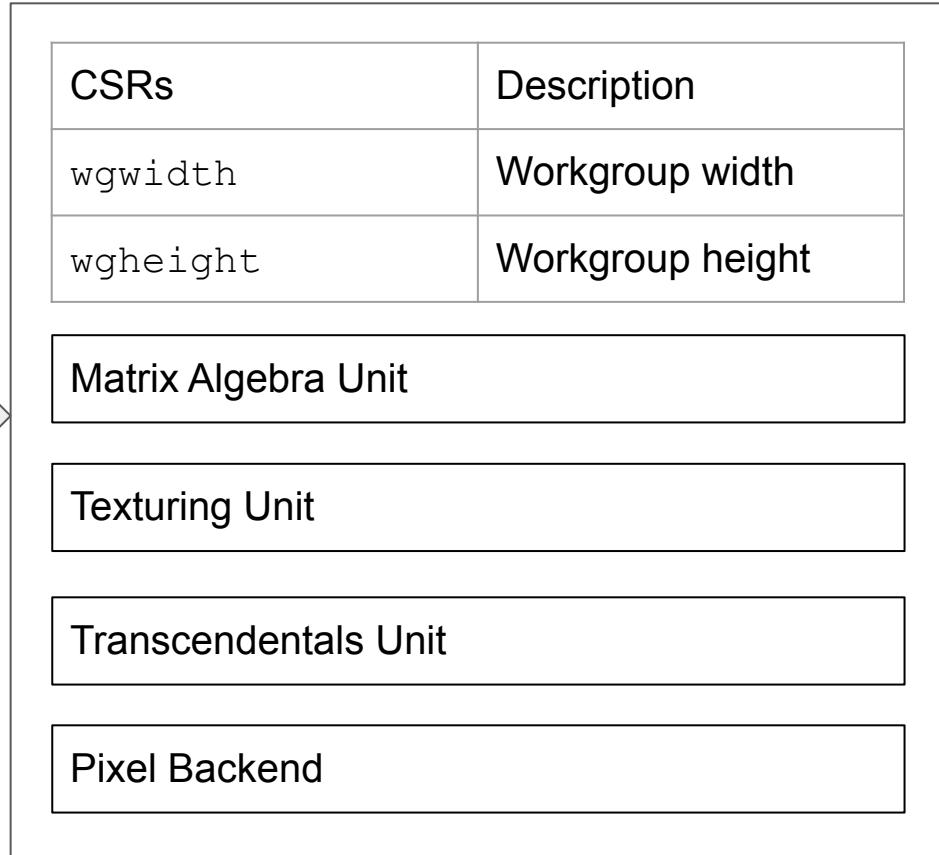 CSRs Description
wgwidth Workgroup width
wgheight Workgroup height
Matrix Algebra Unit
Texturing Unit
Transcendentals Unit
Pixel Backend